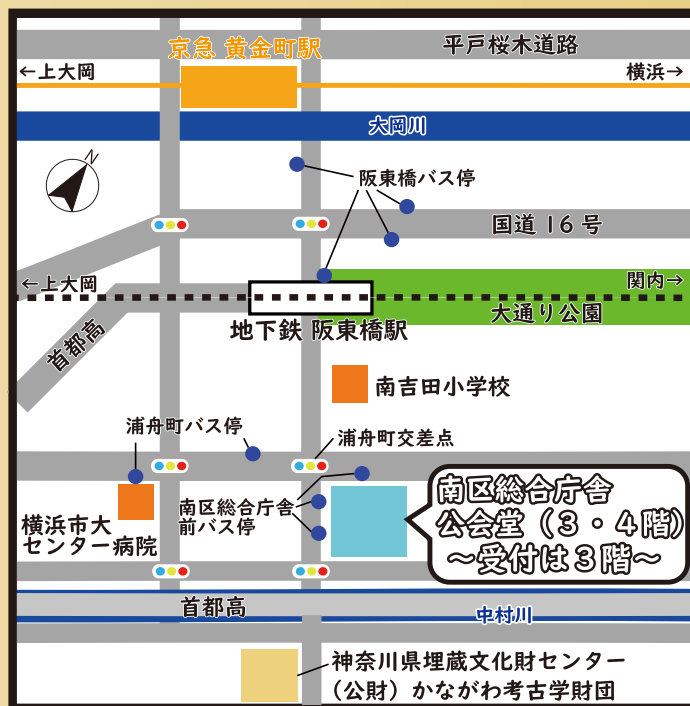 京急 黄金町駅
平戸桜木道路
←上大岡
横浜→
大岡川
N
阪東橋バス停
国道16号
←上大岡
関内→
大通り公園
地下鉄 阪東橋駅
首都高
南吉田小学校
浦舟町バス停
浦舟町交差点
南区総合庁舎
公会堂（3・4階）
～受付は3階～
南区総合庁舎
前バス停
横浜市大
センター病院
首都高
中村川
神奈川県埋蔵文化財センター
（公財）かながわ考古学財団